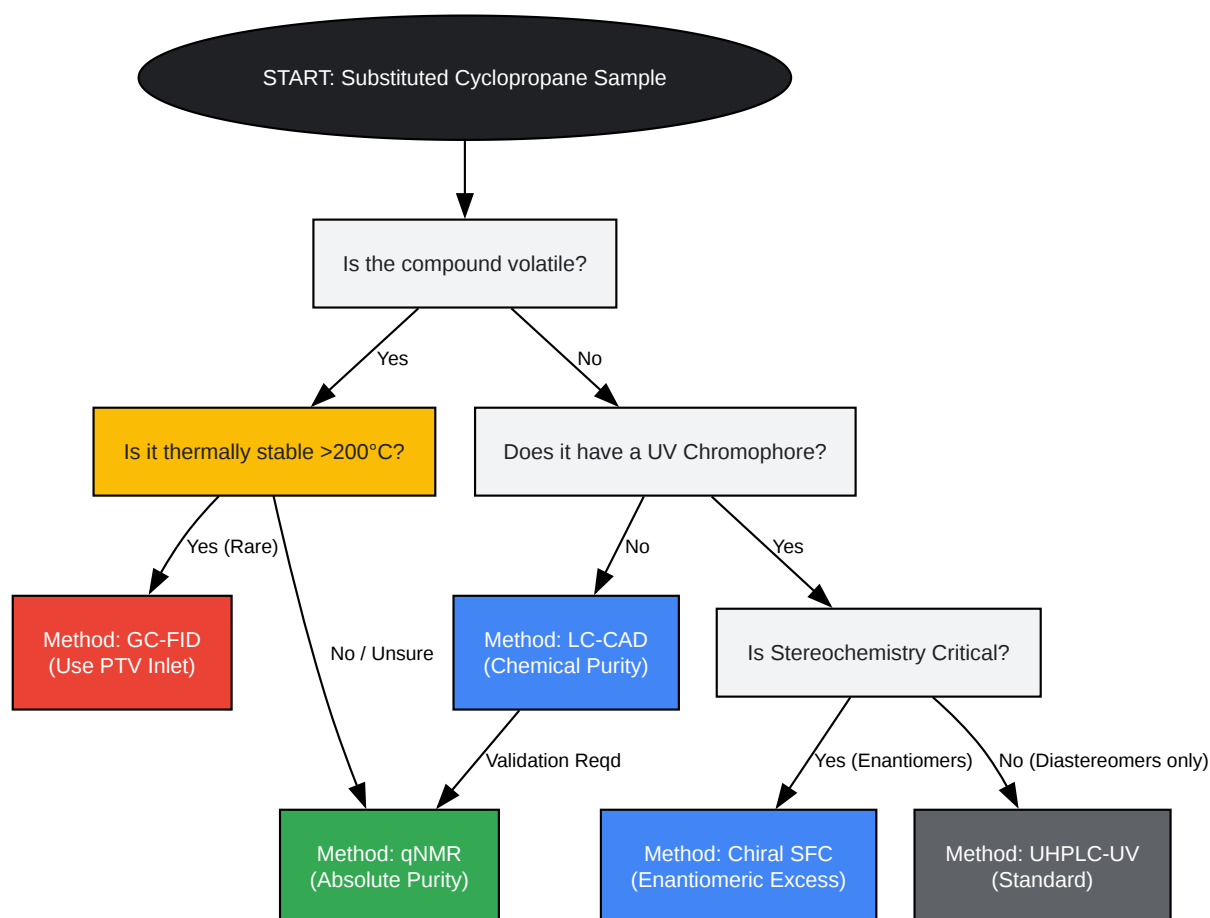 START: Substituted Cyclopropane Sample
Is the compound volatile?
Yes
No
Is it thermally stable >200°C?
Does it have a UV Chromophore?
Yes (Rare)
No
Yes
Method: GC-FID
(Use PTV Inlet)
No / Unsure
Method: LC-CAD
(Chemical Purity)
Is Stereochemistry Critical?
Validation Reqd
Yes (Enantiomers)
No (Diastereomers only)
Method: qNMR
(Absolute Purity)
Method: Chiral SFC
(Enantiomeric Excess)
Method: UHPLC-UV
(Standard)